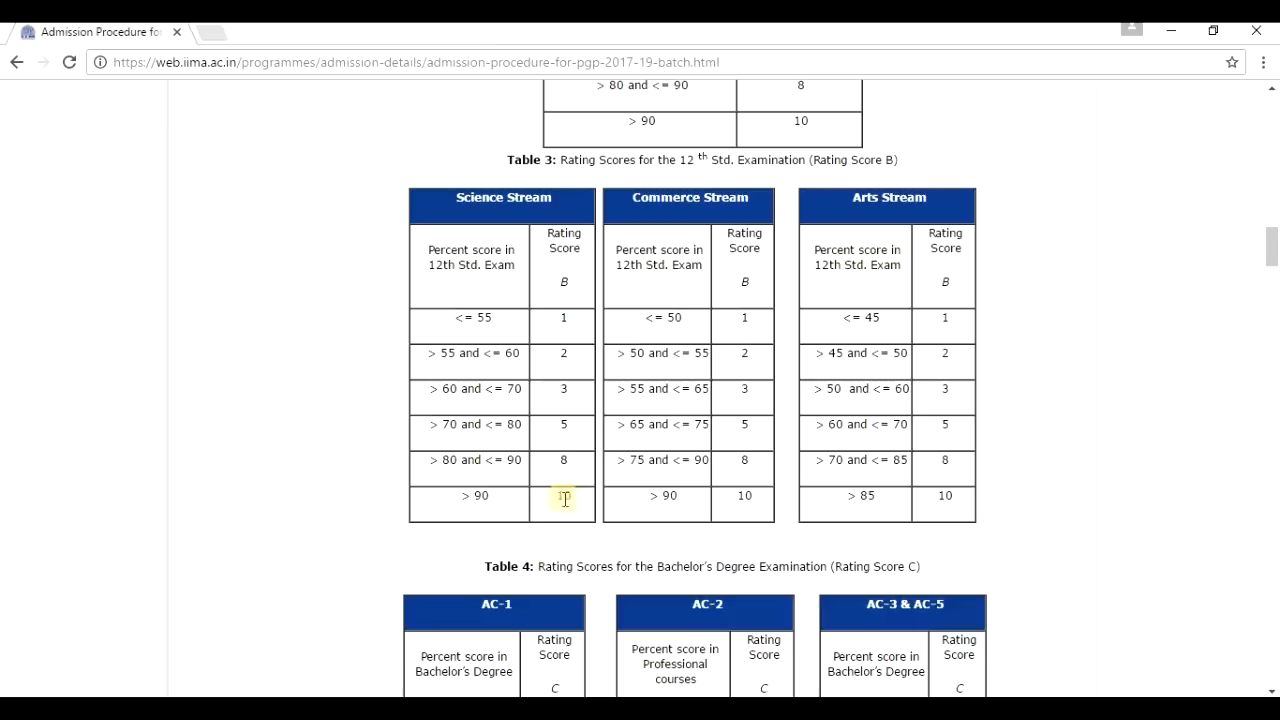 Admission Procedure for
https://web.iima.ac.in/programmes/admission-details/admission-procedure-for-pgp-2017-19-batch.html
> 80 and <= 90 8
> 90 10
Table 3: Rating Scores for the 12 th Std. Examination (Rating Score B)
Science Stream
Percent score in 12th Std. Exam Rating Score B
<= 55 1
> 55 and <= 60 2
> 60 and <= 70 3
> 70 and <= 80 5
> 80 and <= 90 8
> 90 10
Commerce Stream
Percent score in 12th Std. Exam Rating Score B
<= 50 1
> 50 and <= 55 2
> 55 and <= 65 3
> 65 and <= 75 5
> 75 and <= 90 8
> 90 10
Arts Stream
Percent score in 12th Std. Exam Rating Score B
<= 45 1
> 45 and <= 50 2
> 50 and <= 60 3
> 60 and <= 70 5
> 70 and <= 85 8
> 85 10
Table 4: Rating Scores for the Bachelor's Degree Examination (Rating Score C)
AC-1
Percent score in Bachelor's Degree Rating Score C
AC-2
Percent score in Professional courses Rating Score C
AC-3 & AC-5
Percent score in Bachelor's Degree Rating Score C